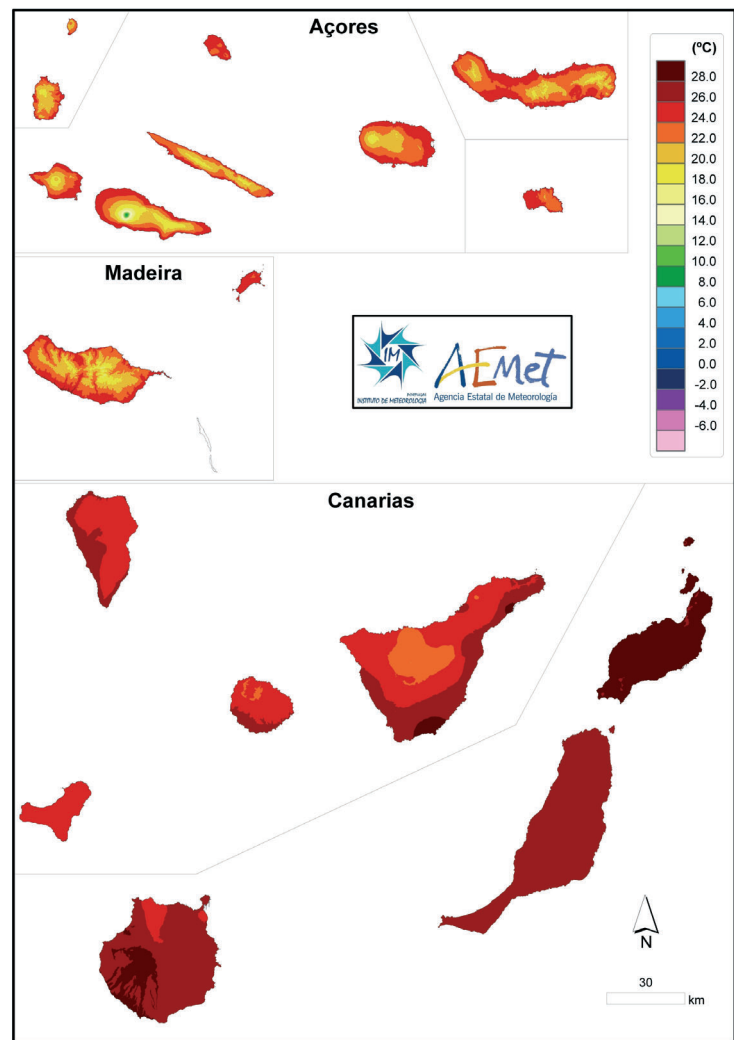 Açores
(ºC)
28.0
26.0
24.0
22.0
20.0
18.0
16.0
14.0
12.0
10.0
8.0
6.0
4.0
2.0
0.0
-2.0
-4.0
-6.0
Madeira
IM
PORTUGAL
INSTITUTO DE METEOROLOGIA
AEMet
Agencia Estatal de Meteorología
Canarias
N
30
km